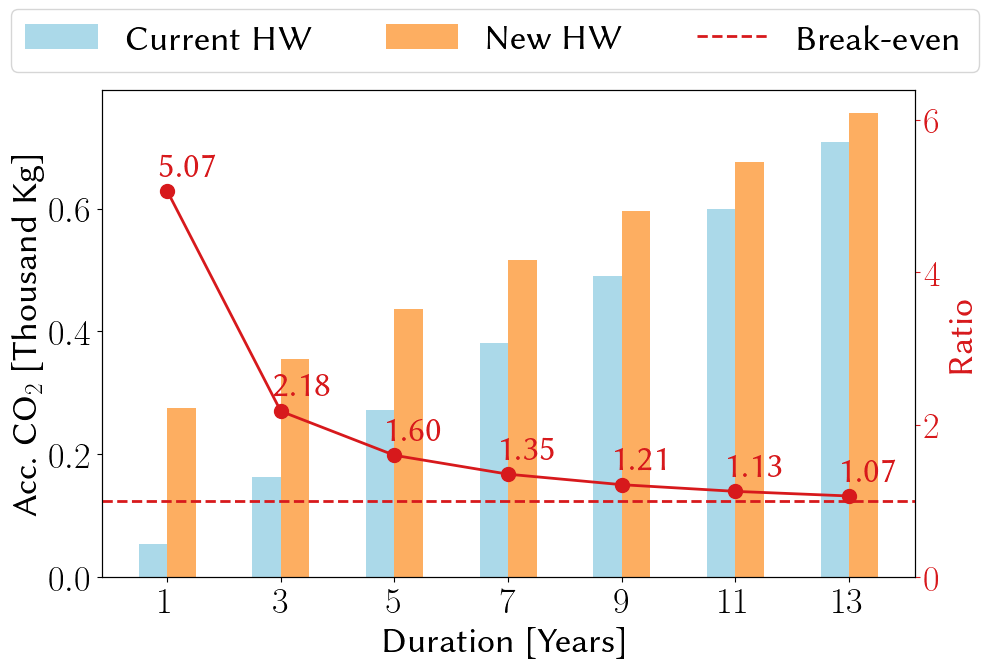 Current HW
New HW
Break-even
Acc. CO₂ [Thousand Kg]
0.6
0.4
0.2
0.0
5.07
2.18
1.60
1.35
1.21
1.13
1.07
6
4
2
0
Ratio
1 3 5 7 9 11 13
Duration [Years]